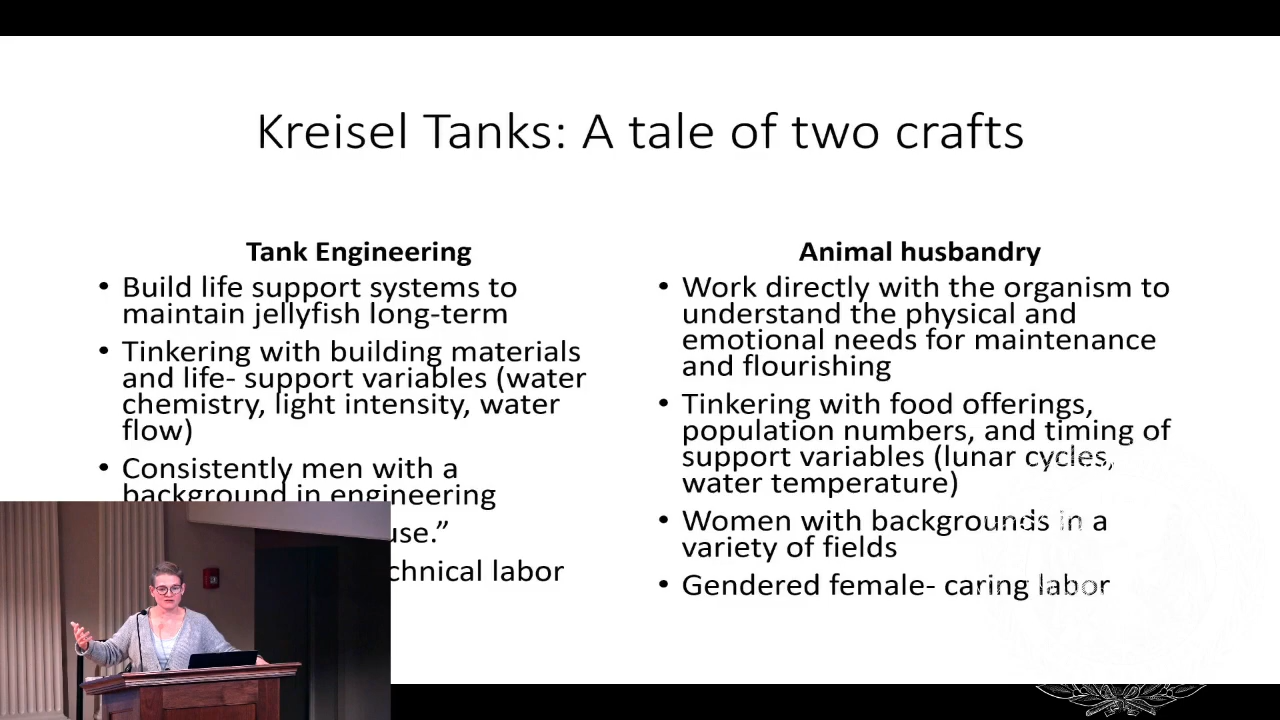 Kreisel Tanks: A tale of two crafts
Tank Engineering
• Build life support systems to
maintain jellyfish long-term
• Tinkering with building materials
and life- support variables (water
chemistry, light intensity, water
flow)
• Consistently men with a
background in engineering
use.”
chnical labor
Animal husbandry
• Work directly with the organism to
understand the physical and
emotional needs for maintenance
and flourishing
• Tinkering with food offerings,
population numbers, and timing of
support variables (lunar cycles,
water temperature)
• Women with backgrounds in a
variety of fields
• Gendered female- caring labor